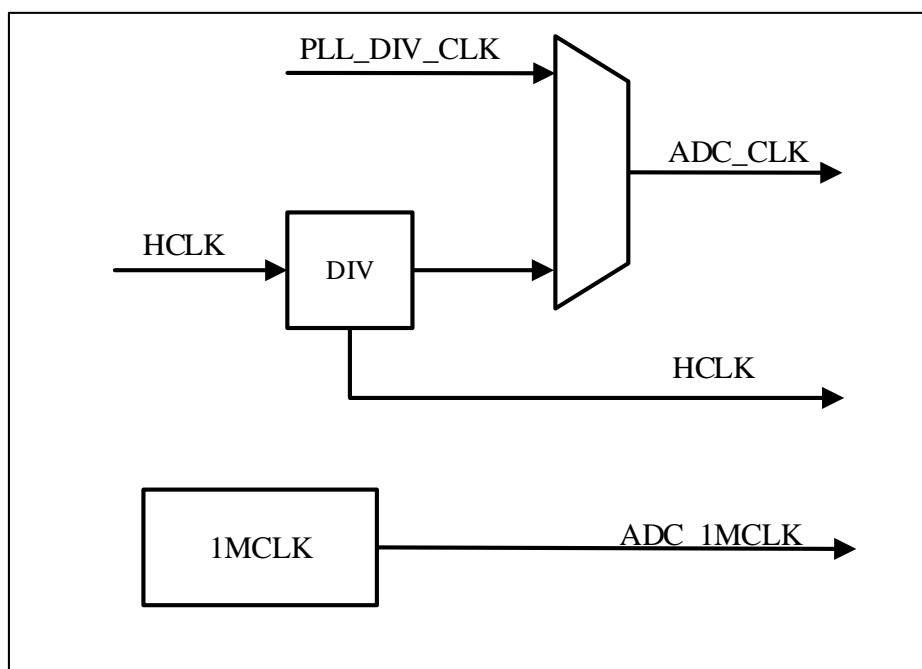 PLL_DIV_CLK
ADC_CLK
HCLK
DIV
HCLK
1MCLK
ADC_1MCLK